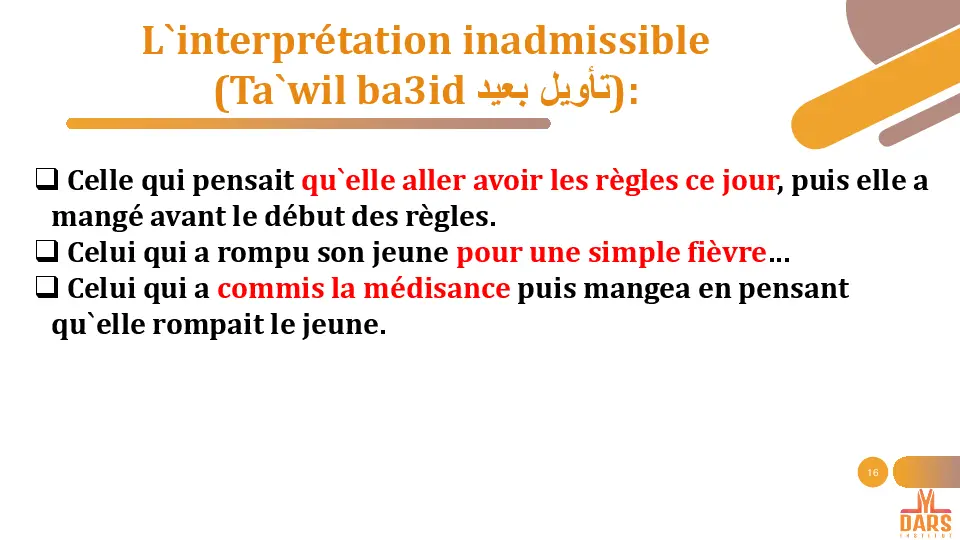 L`interprétation inadmissible
(Ta`wil ba3id تأويل بعيد):
❑ Celle qui pensait qu`elle aller avoir les règles ce jour, puis elle a
mangé avant le début des règles.
❑ Celui qui a rompu son jeune pour une simple fièvre…
❑ Celui qui a commis la médisance puis mangea en pensant
qu`elle rompait le jeune.
16
DARS
INSTITUT